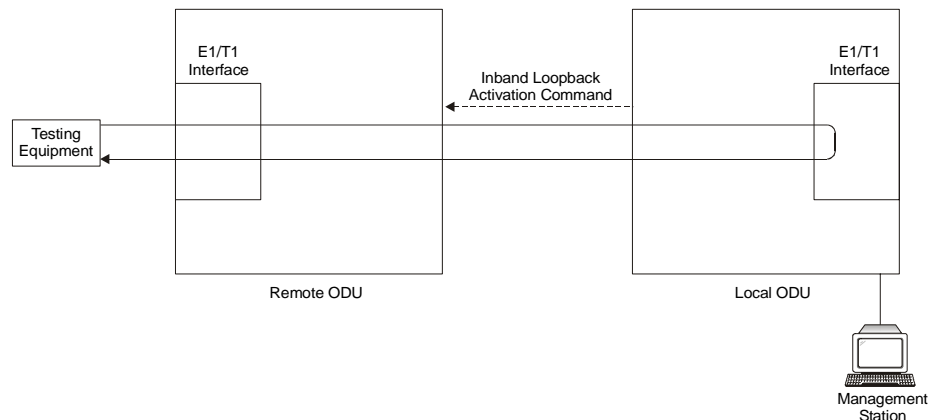 E1/T1
Interface
E1/T1
Interface
Inband Loopback
Activation Command
Testing
Equipment
Remote ODU
Local ODU
Management
Station